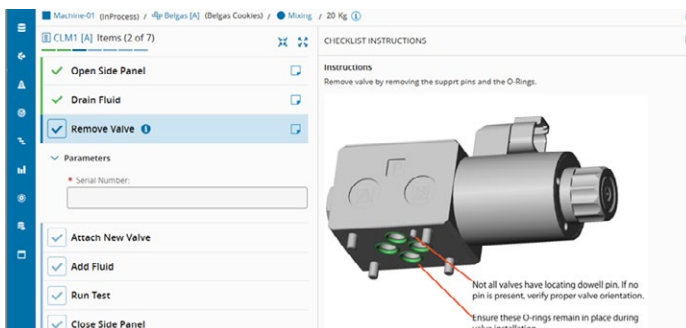 Machine-01 (InProcess) / Belgas [A] (Belgas Cookies) / Mixing / 20 Kg
CLM1 [A] Items (2 of 7)
Open Side Panel
Drain Fluid
Remove Valve
Parameters
* Serial Number:
Attach New Valve
Add Fluid
Run Test
Close Side Panel
CHECKLIST INSTRUCTIONS
Instructions
Remove valve by removing the supprt pins and the O-Rings.
P
Not all valves have locating dowell pin. If no
pin is present, verify proper valve orientation.
Ensure these O-rings remain in place during
valve installation.